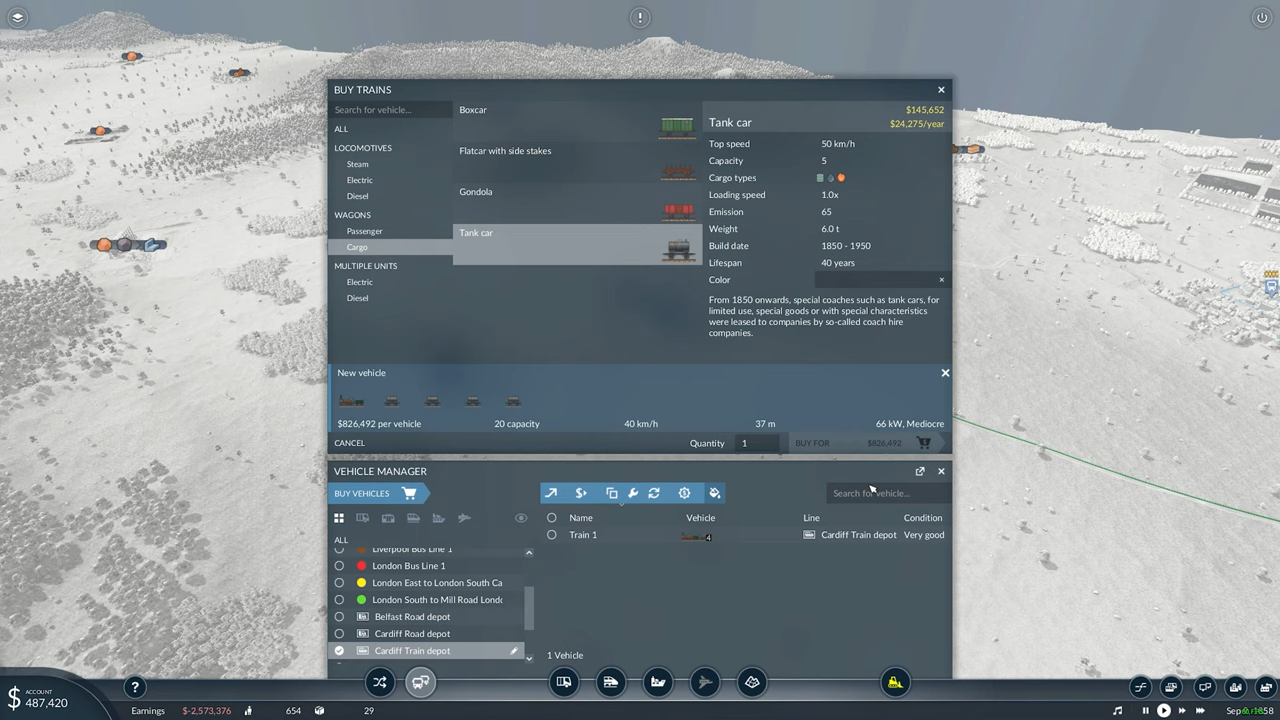 BUY TRAINS
Search for vehicle...
ALL
LOCOMOTIVES
Steam
Electric
Diesel
WAGONS
Passenger
Cargo
MULTIPLE UNITS
Electric
Diesel
Boxcar
Flatcar with side stakes
Gondola
Tank car
$145,652
Tank car
$24,275/year
Top speed 50 km/h
Capacity 5
Cargo types
Loading speed 1.0x
Emission 65
Weight 6.0 t
Build date 1850 - 1950
Lifespan 40 years
Color
From 1850 onwards, special coaches such as tank cars, for
limited use, special goods or with special characteristics
were leased to companies by so-called coach hire
companies.
New vehicle
$826,492 per vehicle 20 capacity 40 km/h 37 m 66 kW, Mediocre
CANCEL Quantity 1 BUY FOR $826,492
VEHICLE MANAGER
BUY VEHICLES
Search for vehicle...
ALL
Liverpool Bus Line 1
London Bus Line 1
London East to London South Ca
London South to Mill Road Londo
Belfast Road depot
Cardiff Road depot
Cardiff Train depot
Name Vehicle Line Condition
Train 1 4 Cardiff Train depot Very good
1 Vehicle
ACCOUNT
$ 487,420
?
Earnings $-2,573,376 654 29